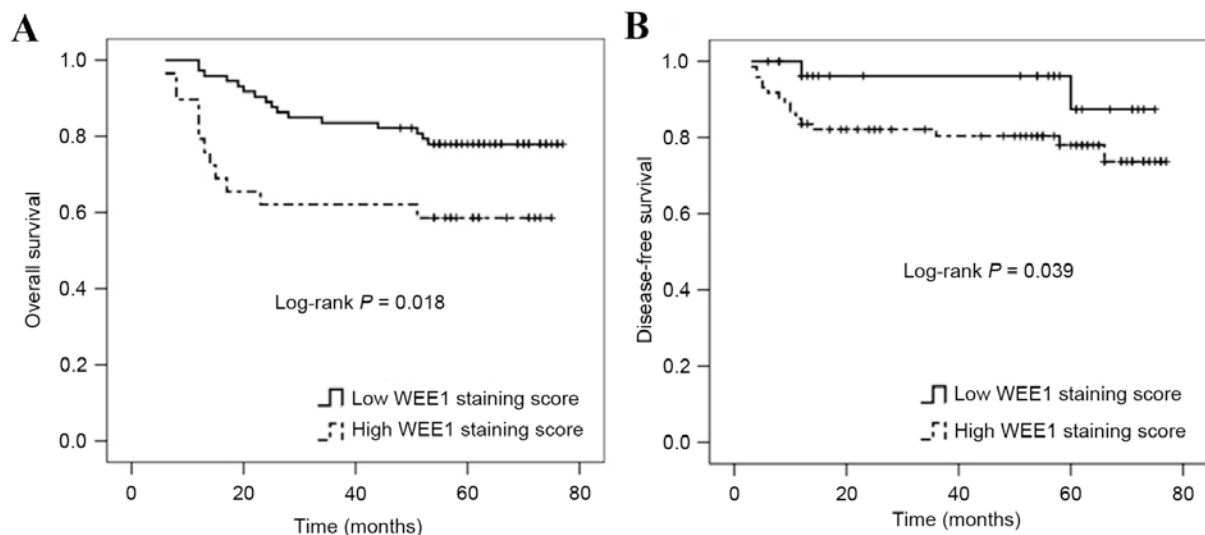 A
Overall survival
1.0
0.8
0.6
0.4
0.2
0.0
Log-rank P = 0.018
Low WEE1 staining score
High WEE1 staining score
0 20 40 60 80
Time (months)
B
Disease-free survival
1.0
0.8
0.6
0.4
0.2
0.0
Log-rank P = 0.039
Low WEE1 staining score
High WEE1 staining score
0 20 40 60 80
Time (months)